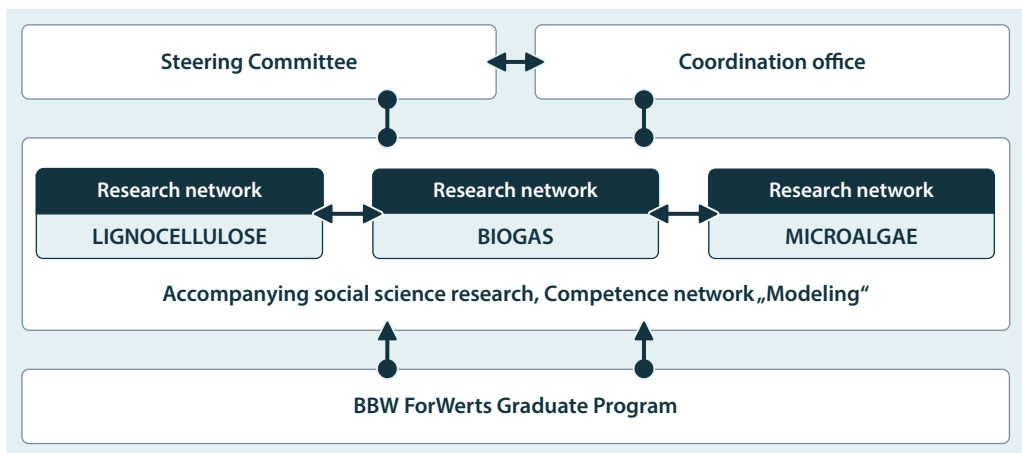 Steering Committee
Coordination office
Research network
LIGNOCELLULOSE
Research network
BIOGAS
Research network
MICROALGAE
Accompanying social science research, Competence network „Modeling“
BBW ForWerts Graduate Program